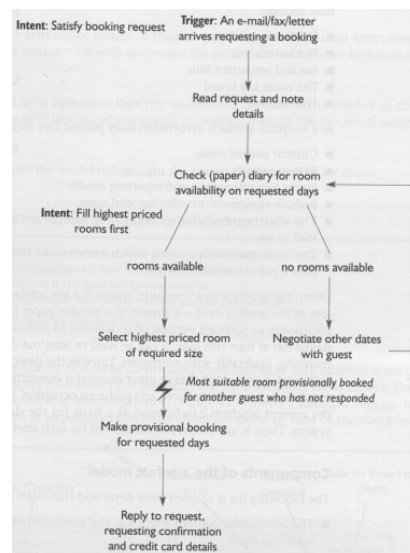 Intent: Satisfy booking request
Trigger: An e-mail/fax/letter
arrives requesting a booking
Read request and note
details
Check (paper) diary for room
availability on requested days
Intent: Fill highest priced
rooms first
rooms available
no rooms available
Select highest priced room
of required size
Negotiate other dates
with guest
Most suitable room provisionally booked
for another guest who has not responded
Make provisional booking
for requested days
Reply to request,
requesting confirmation
and credit card details